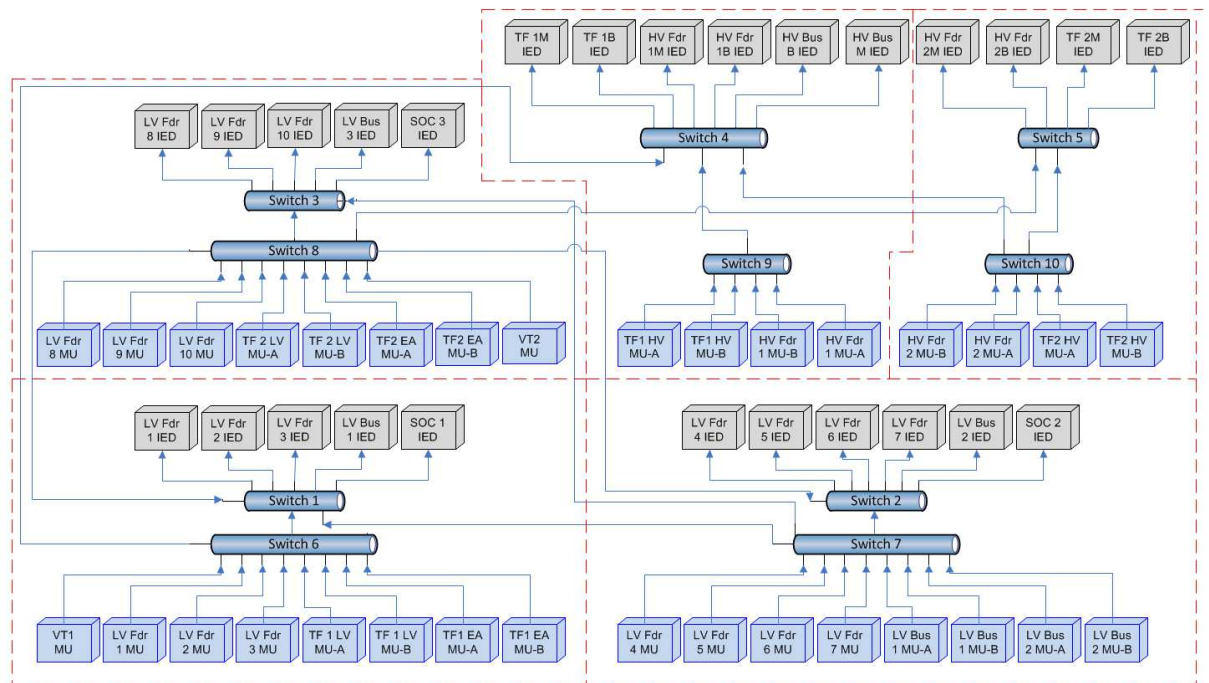 TF 1M
IED
TF 1B
IED
HV Fdr
1M IED
HV Fdr
1B IED
HV Bus
B IED
HV Bus
M IED
HV Fdr
2M IED
HV Fdr
2B IED
TF 2M
IED
TF 2B
IED
LV Fdr
8 IED
LV Fdr
9 IED
LV Fdr
10 IED
LV Bus
3 IED
SOC 3
IED
Switch 4
Switch 5
Switch 3
Switch 8
Switch 9
Switch 10
LV Fdr
8 MU
LV Fdr
9 MU
LV Fdr
10 MU
TF 2 LV
MU-A
TF 2 LV
MU-B
TF2 EA
MU-A
TF2 EA
MU-B
VT2
MU
TF1 HV
MU-A
TF1 HV
MU-B
HV Fdr
1 MU-B
HV Fdr
1 MU-A
HV Fdr
2 MU-B
HV Fdr
2 MU-A
TF2 HV
MU-A
TF2 HV
MU-B
LV Fdr
1 IED
LV Fdr
2 IED
LV Fdr
3 IED
LV Bus
1 IED
SOC 1
IED
LV Fdr
4 IED
LV Fdr
5 IED
LV Fdr
6 IED
LV Fdr
7 IED
LV Bus
2 IED
SOC 2
IED
Switch 1
Switch 2
Switch 6
Switch 7
VT1
MU
LV Fdr
1 MU
LV Fdr
2 MU
LV Fdr
3 MU
TF 1 LV
MU-A
TF 1 LV
MU-B
TF1 EA
MU-A
TF1 EA
MU-B
LV Fdr
4 MU
LV Fdr
5 MU
LV Fdr
6 MU
LV Fdr
7 MU
LV Bus
1 MU-A
LV Bus
1 MU-B
LV Bus
2 MU-A
LV Bus
2 MU-B